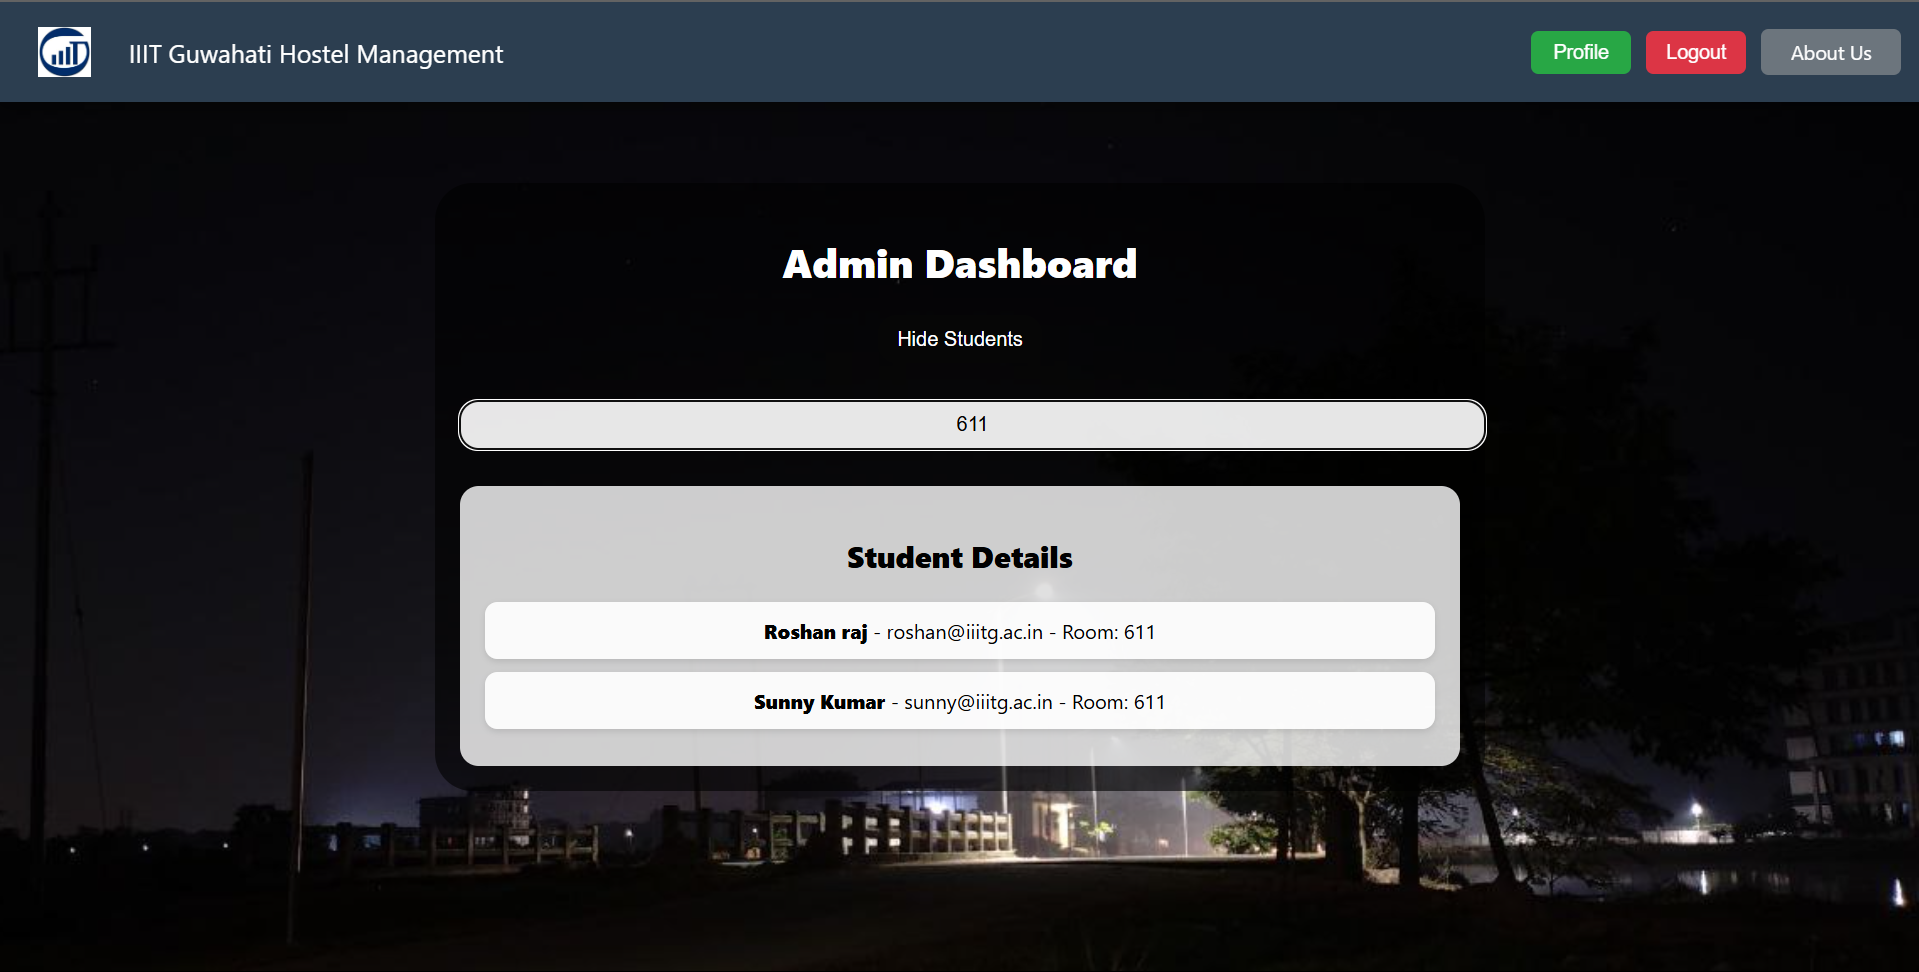 IIIT Guwahati Hostel Management
Profile
Logout
About Us
Admin Dashboard
Hide Students
611
Student Details
Roshan raj - roshan@iiitg.ac.in - Room: 611
Sunny Kumar - sunny@iiitg.ac.in - Room: 611